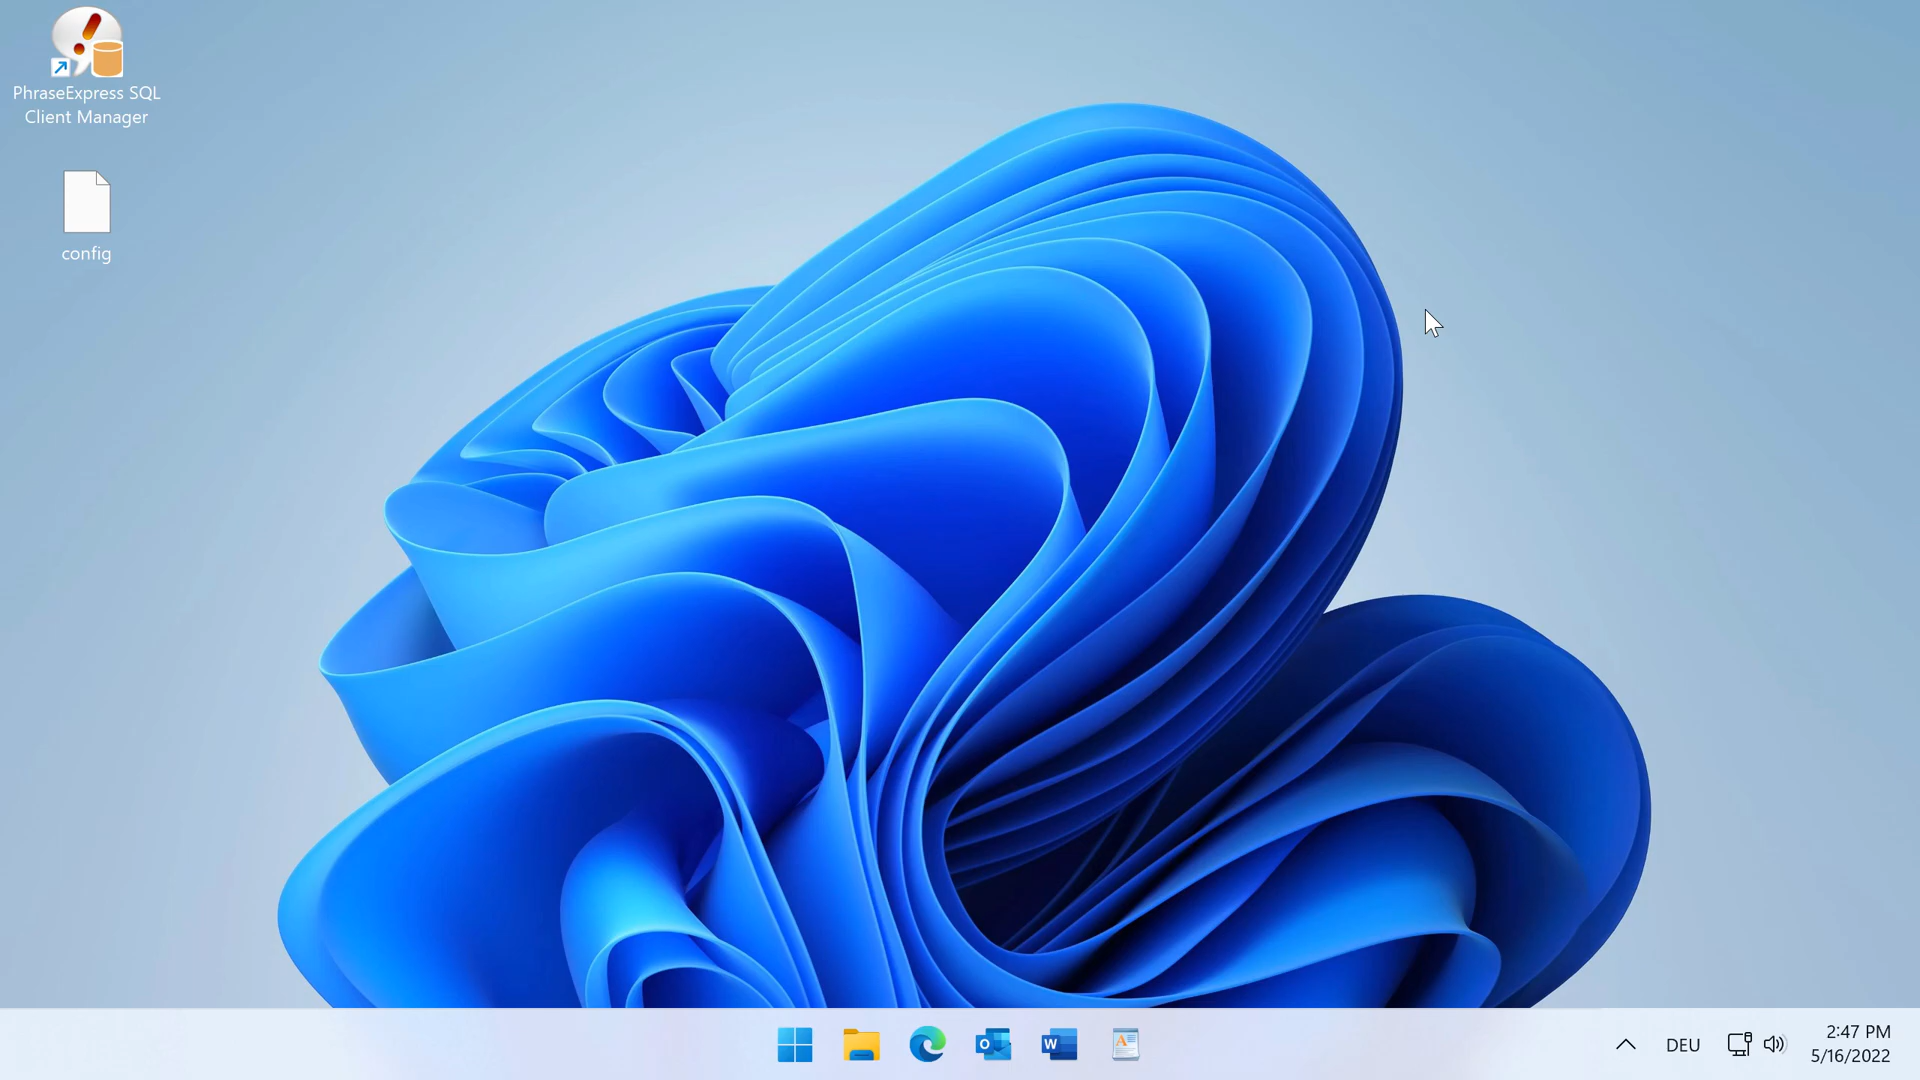 PhraseExpress SQL
Client Manager
config
DEU
2:47 PM
5/16/2022